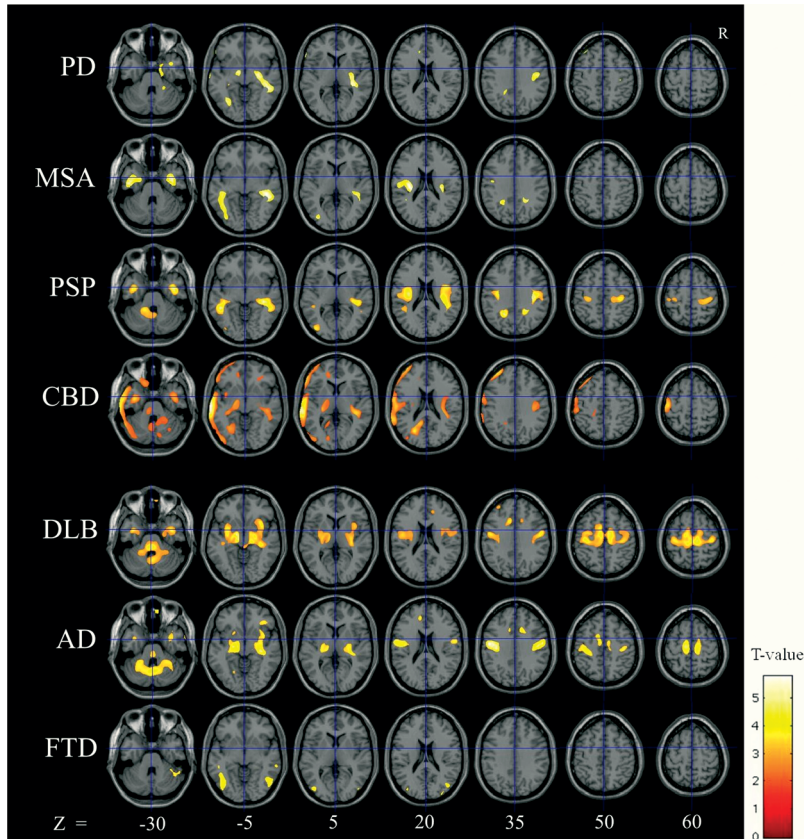 R
PD
MSA
PSP
CBD
DLB
AD
FTD
Z = -30 -5 5 20 35 50 60
T-value
5
4
3
2
1
0